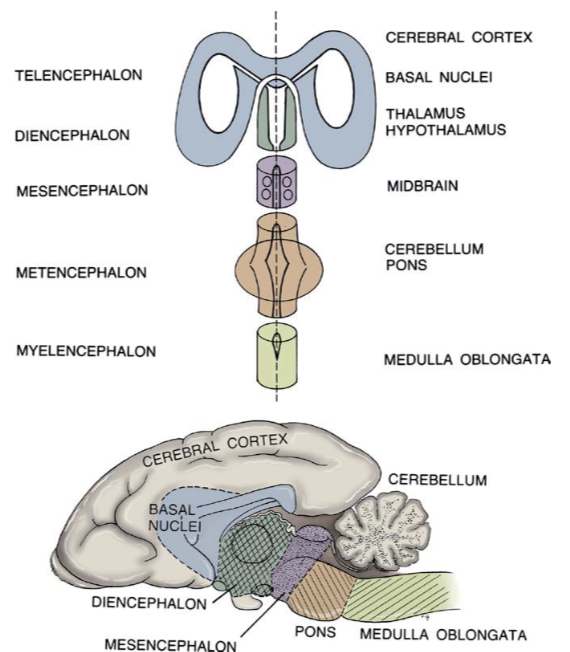 TELENCEPHALON
DIENCEPHALON
MESENCEPHALON
METENCEPHALON
MYELENCEPHALON
CEREBRAL CORTEX
BASAL NUCLEI
THALAMUS
HYPOTHALAMUS
MIDBRAIN
CEREBELLUM
PONS
MEDULLA OBLONGATA
CEREBRAL CORTEX
CEREBELLUM
BASAL
NUCLEI
DIENCEPHALON
MESENCEPHALON
PONS
MEDULLA OBLONGATA